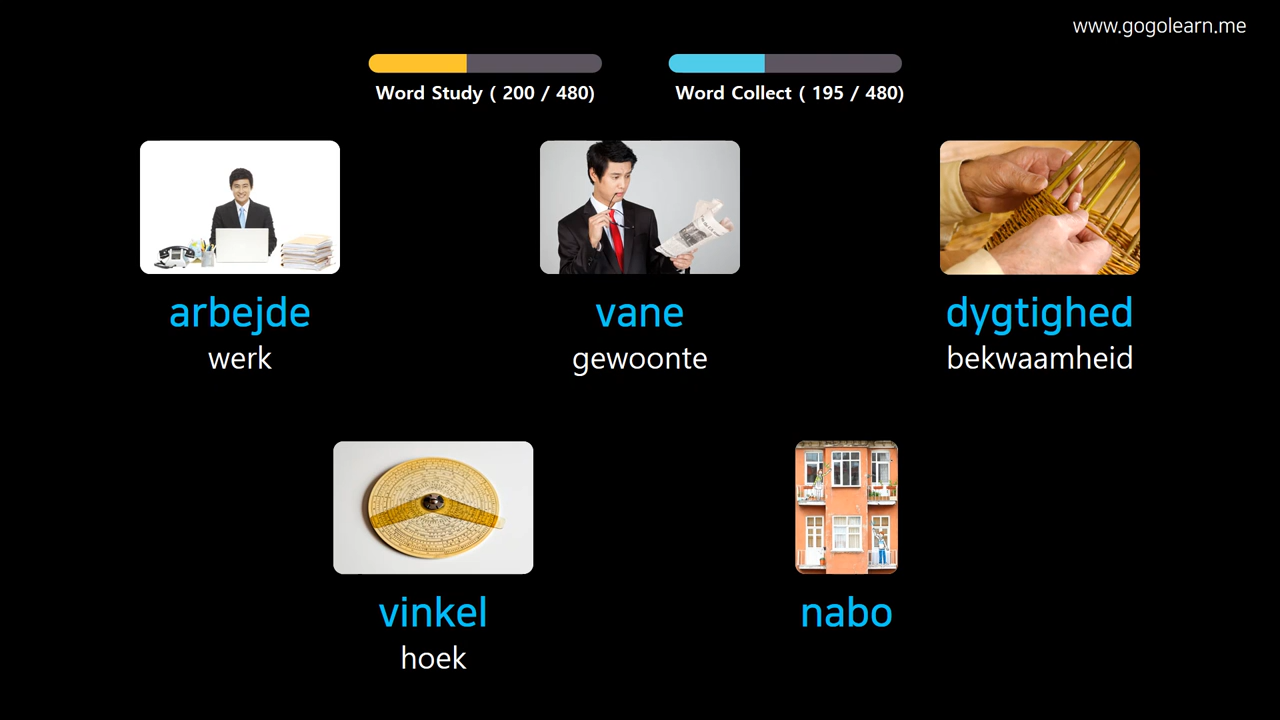 www.gogolearn.me
Word Study ( 200 / 480)
Word Collect ( 195 / 480)
arbejde
werk
vane
gewoonte
dygtighed
bekwaamheid
vinkel
hoek
nabo